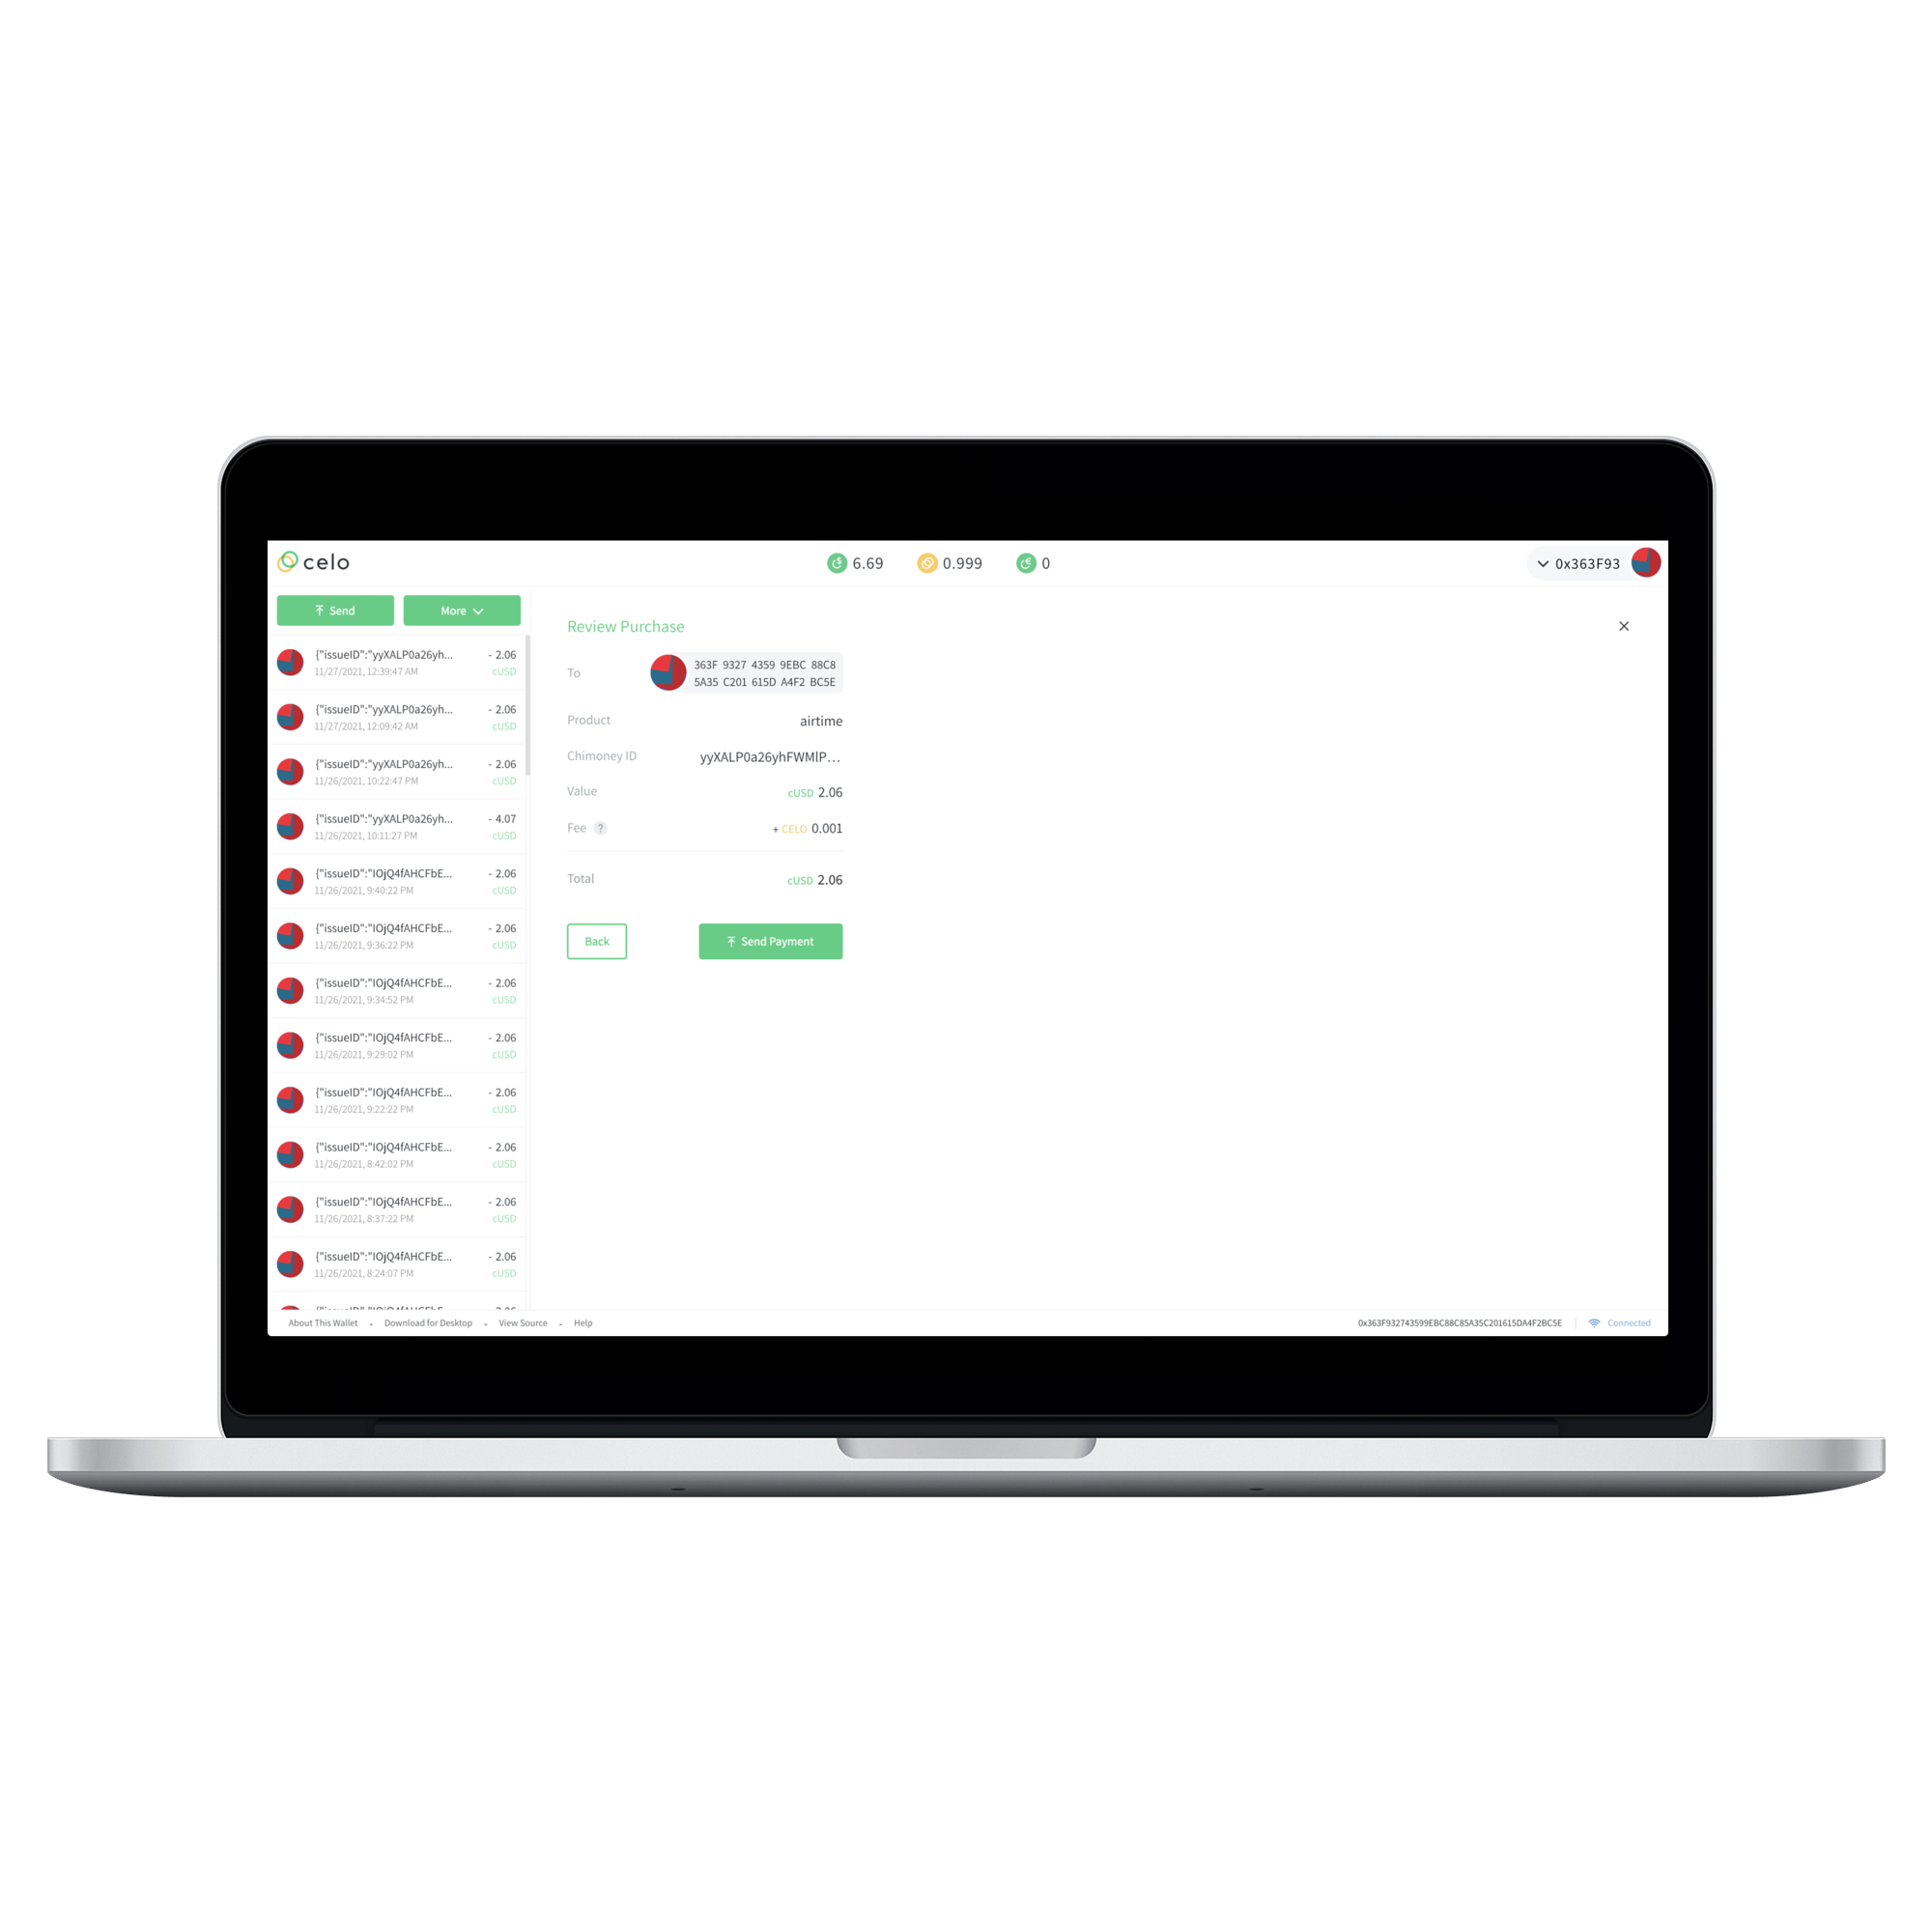 celo
6.69 0.999 0
0x363F93
Send More
{"issueID":"yyXALP0a26yh... - 2.06
11/27/2021, 12:39:47 AM cUSD
{"issueID":"yyXALP0a26yh... - 2.06
11/27/2021, 12:09:42 AM cUSD
{"issueID":"yyXALP0a26yh... - 2.06
11/26/2021, 10:22:47 PM cUSD
{"issueID":"yyXALP0a26yh... - 4.07
11/26/2021, 10:11:27 PM cUSD
{"issueID":"IOjQ4fAHCFbE... - 2.06
11/26/2021, 9:40:22 PM cUSD
{"issueID":"IOjQ4fAHCFbE... - 2.06
11/26/2021, 9:36:22 PM cUSD
{"issueID":"IOjQ4fAHCFbE... - 2.06
11/26/2021, 9:34:52 PM cUSD
{"issueID":"IOjQ4fAHCFbE... - 2.06
11/26/2021, 9:29:02 PM cUSD
{"issueID":"IOjQ4fAHCFbE... - 2.06
11/26/2021, 9:22:22 PM cUSD
{"issueID":"IOjQ4fAHCFbE... - 2.06
11/26/2021, 8:42:02 PM cUSD
{"issueID":"IOjQ4fAHCFbE... - 2.06
11/26/2021, 8:37:22 PM cUSD
{"issueID":"IOjQ4fAHCFbE... - 2.06
11/26/2021, 8:24:07 PM cUSD
Review Purchase
To
363F 9327 4359 9EBC 88C8
5A35 C201 615D A4F2 BC5E
Product airtime
Chimoney ID yyXALP0a26yhFWMlP...
Value cUSD 2.06
Fee ? + CELO 0.001
Total cUSD 2.06
Back Send Payment
About This Wallet - Download for Desktop - View Source - Help
0x363F932743599EBC88C85A35C201615DA4F2BC5E Connected